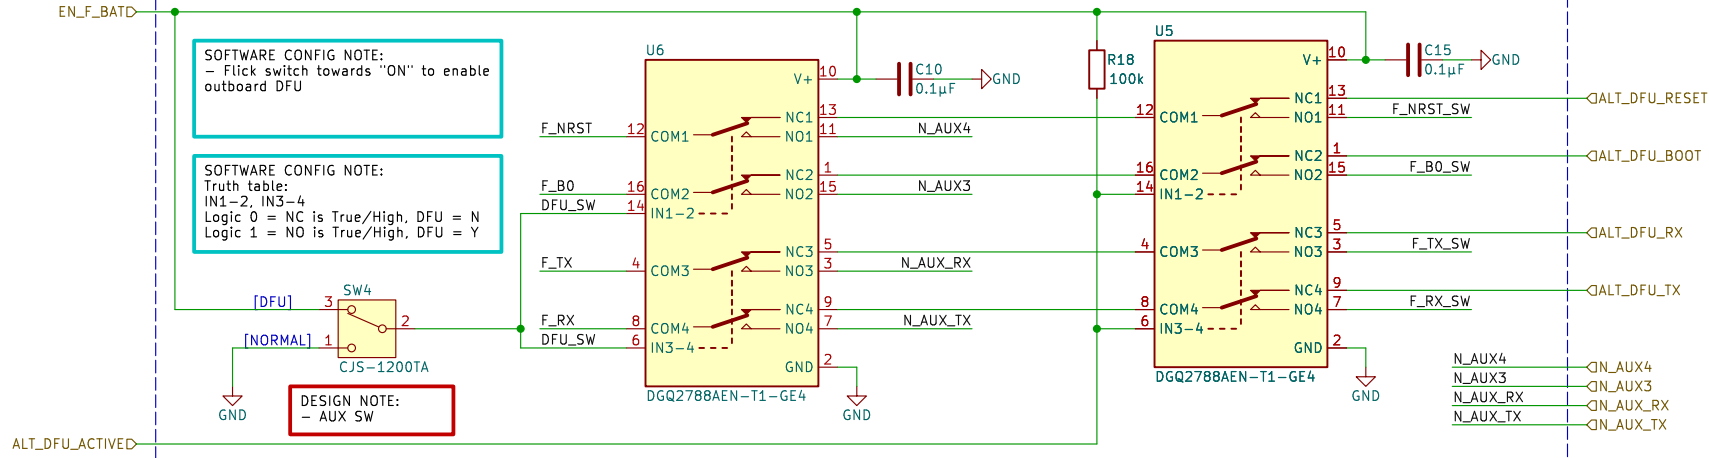 EN_F_BAT
SOFTWARE CONFIG NOTE:
- Flick switch towards "ON" to enable
outboard DFU
SOFTWARE CONFIG NOTE:
Truth table:
IN1-2, IN3-4
Logic 0 = NC is True/High, DFU = N
Logic 1 = NO is True/High, DFU = Y
SW4
[DFU] 3
2
[NORMAL] 1
CJS-1200TA
GND
DESIGN NOTE:
- AUX SW
ALT_DFU_ACTIVE
U6
V+ 10
C10
0.1µF
GND
NC1 13
F_NRST 12 COM1
NO1 11 N_AUX4
NC2 1
F_B0 16 COM2
NO2 15 N_AUX3
DFU_SW 14 IN1-2
NC3 5
F_TX 4 COM3
NO3 3 N_AUX_RX
NC4 9
F_RX 8 COM4
NO4 7 N_AUX_TX
DFU_SW 6 IN3-4
GND 2
DGQ2788AEN-T1-GE4
GND
R18
100k
U5
V+ 10
C15
0.1µF
GND
NC1 13 ALT_DFU_RESET
12 COM1
NO1 11 F_NRST_SW
NC2 1 ALT_DFU_BOOT
16 COM2
NO2 15 F_B0_SW
14 IN1-2
NC3 5 ALT_DFU_RX
4 COM3
NO3 3 F_TX_SW
NC4 9 ALT_DFU_TX
8 COM4
NO4 7 F_RX_SW
6 IN3-4
GND 2
DGQ2788AEN-T1-GE4
GND
N_AUX4 N_AUX4
N_AUX3 N_AUX3
N_AUX_RX N_AUX_RX
N_AUX_TX N_AUX_TX